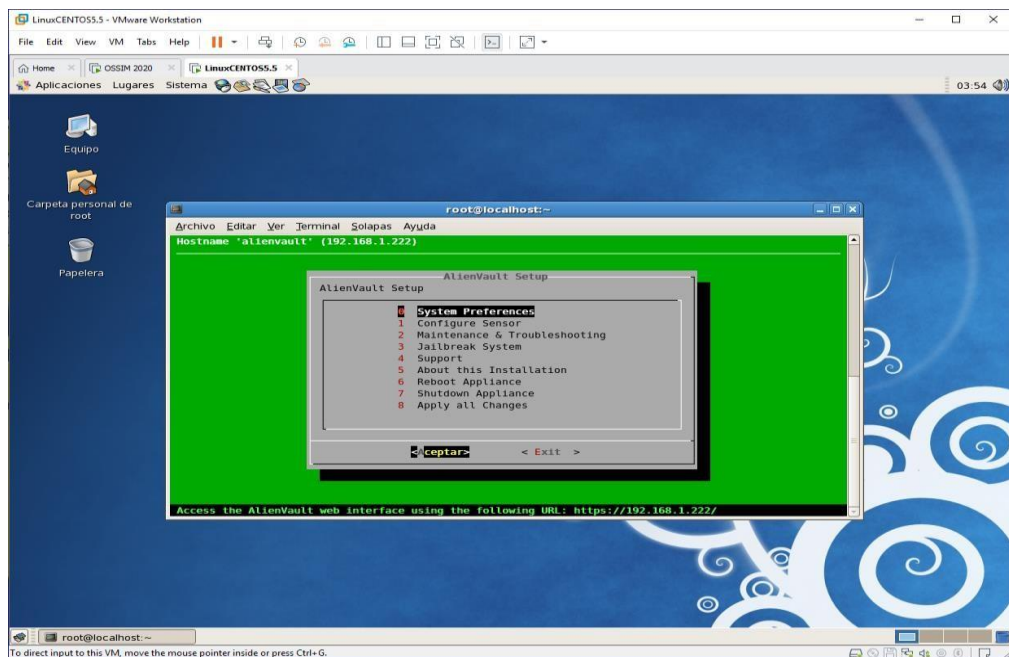 LinuxCENTOS5.5 - VMware Workstation
File Edit View VM Tabs Help
Home OSSIM 2020 LinuxCENTOS5.5
Aplicaciones Lugares Sistema 03:54
Equipo
Carpeta personal de
root
Papelera
root@localhost:~
Archivo Editar Ver Terminal Solapas Ayuda
Hostname 'alienvault' (192.168.1.222)
AlienVault Setup
AlienVault Setup
0 System Preferences
1 Configure Sensor
2 Maintenance & Troubleshooting
3 Jailbreak System
4 Support
5 About this Installation
6 Reboot Appliance
7 Shutdown Appliance
8 Apply all Changes
<Aceptar> < Exit >
Access the AlienVault web interface using the following URL: https://192.168.1.222/
root@localhost:~
To direct input to this VM, move the mouse pointer inside or press Ctrl+G.